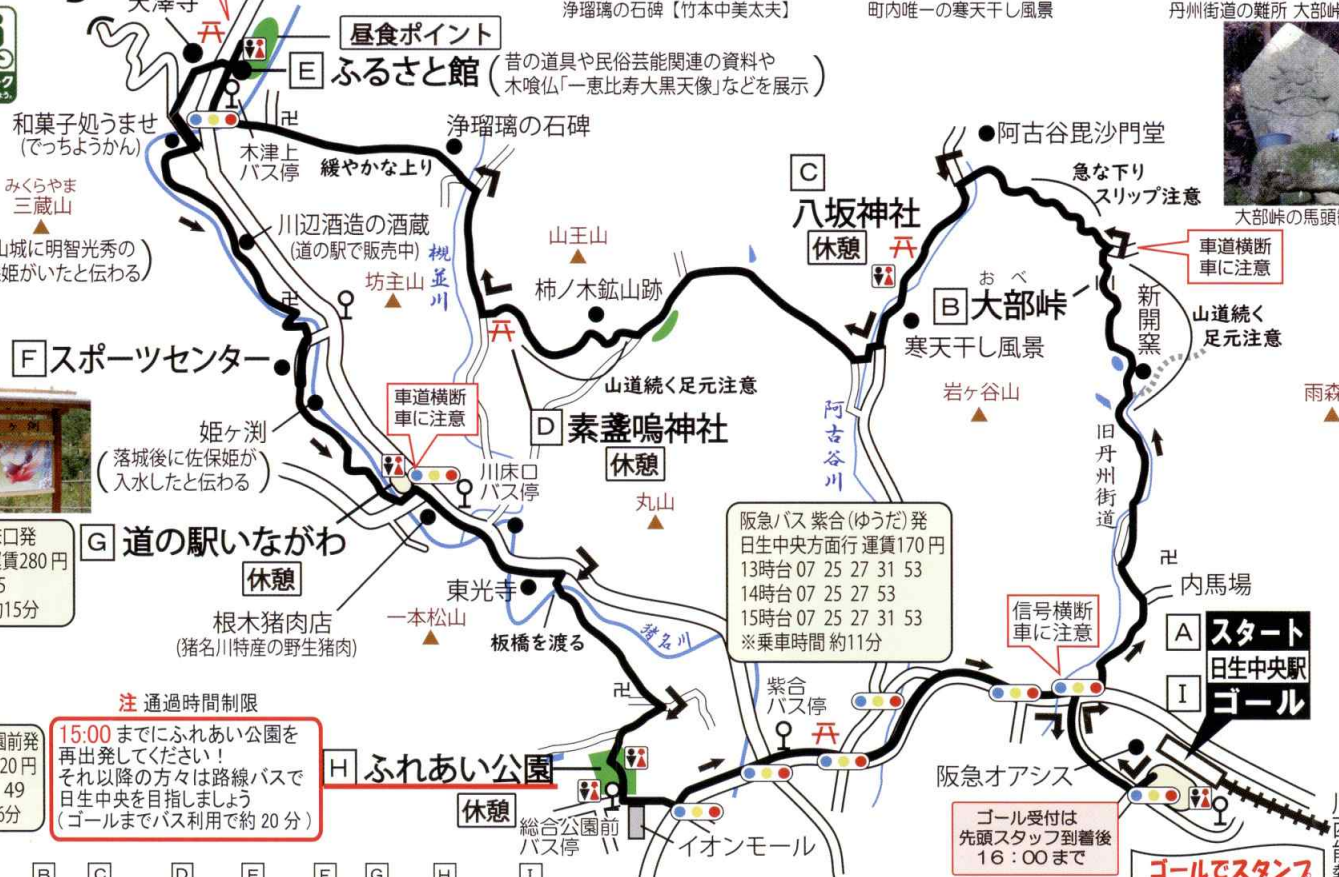 浄瑠璃の石碑【竹本中美太夫】
町内唯一の寒天干し風景
昼食ポイント
E ふるさと館
昔の道具や民俗芸能関連の資料や
木喰仏「一恵比寿大黒天像」などを展示
和菓子処うませ
(でっちようかん)
木津上
バス停
緩やかな上り
浄瑠璃の石碑
阿古谷毘沙門堂
急な下り
スリップ注意
C
八坂神社
休憩
みくらやま
三蔵山
山城に明智光秀の
姫がいたと伝わる
川辺酒造の酒蔵
(道の駅で販売中)
槻並川
坊主山
山王山
柿ノ木鉱山跡
車道横断
車に注意
おべ
B 大部峠
新開窯
山道続く
足元注意
寒天干し風景
F スポーツセンター
山道続く足元注意
岩ヶ谷山
雨森
車道横断
車に注意
D 素盞嗚神社
休憩
阿古谷川
旧丹州街道
姫ヶ渕
落城後に佐保姫が
入水したと伝わる
川床口
バス停
丸山
G 道の駅いながわ
休憩
口発
運賃280円
約15分
阪急バス 紫合(ゆうだ)発
日生中央方面行 運賃170円
13時台 07 25 27 31 53
14時台 07 25 27 53
15時台 07 25 27 31 53
※乗車時間 約11分
東光寺
根木猪肉店
(猪名川特産の野生猪肉)
一本松山
板橋を渡る
猪名川
内馬場
信号横断
車に注意
A スタート
日生中央駅
I ゴール
紫合
バス停
注 通過時間制限
15:00 までにふれあい公園を
再出発してください！
それ以降の方々は路線バスで
日生中央を目指しましょう
(ゴールまでバス利用で約20分)
園前発
20円
49
H ふれあい公園
休憩
総合公園前
バス停
イオンモール
阪急オアシス
ゴール受付は
先頭スタッフ到着後
16：00まで
ゴールでスタンプ
B C D E F G H I